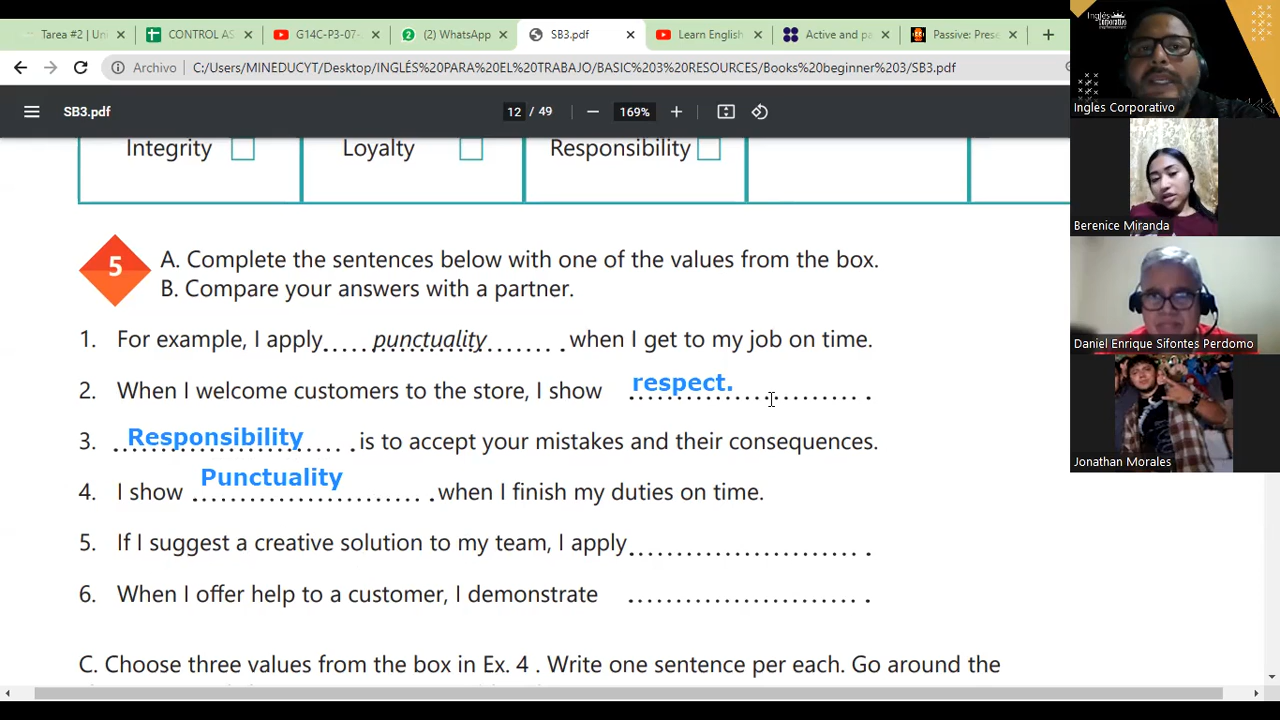 Tarea #2 | Un
CONTROL AS
G14C-P3-07-
(2) WhatsApp
SB3.pdf
Learn English
Active and pa
Passive: Pres
Archivo
C:/Users/MINEDUCYT/Desktop/INGLÉS%20PARA%20EL%20TRABAJO/BASIC%203%20RESOURCES/Books%20beginner%203/SB3.pdf
SB3.pdf
12 / 49
169%
Integrity
Loyalty
Responsibility
5
A. Complete the sentences below with one of the values from the box.
B. Compare your answers with a partner.
1. For example, I apply.....punctuality........when I get to my job on time.
2. When I welcome customers to the store, I show respect.
3. Responsibility is to accept your mistakes and their consequences.
4. I show Punctuality when I finish my duties on time.
5. If I suggest a creative solution to my team, I apply.....................
6. When I offer help to a customer, I demonstrate .....................
C. Choose three values from the box in Ex. 4 . Write one sentence per each. Go around the
Inglés
Corporativo
Ingles Corporativo
Berenice Miranda
Daniel Enrique Sifontes Perdomo
Jonathan Morales